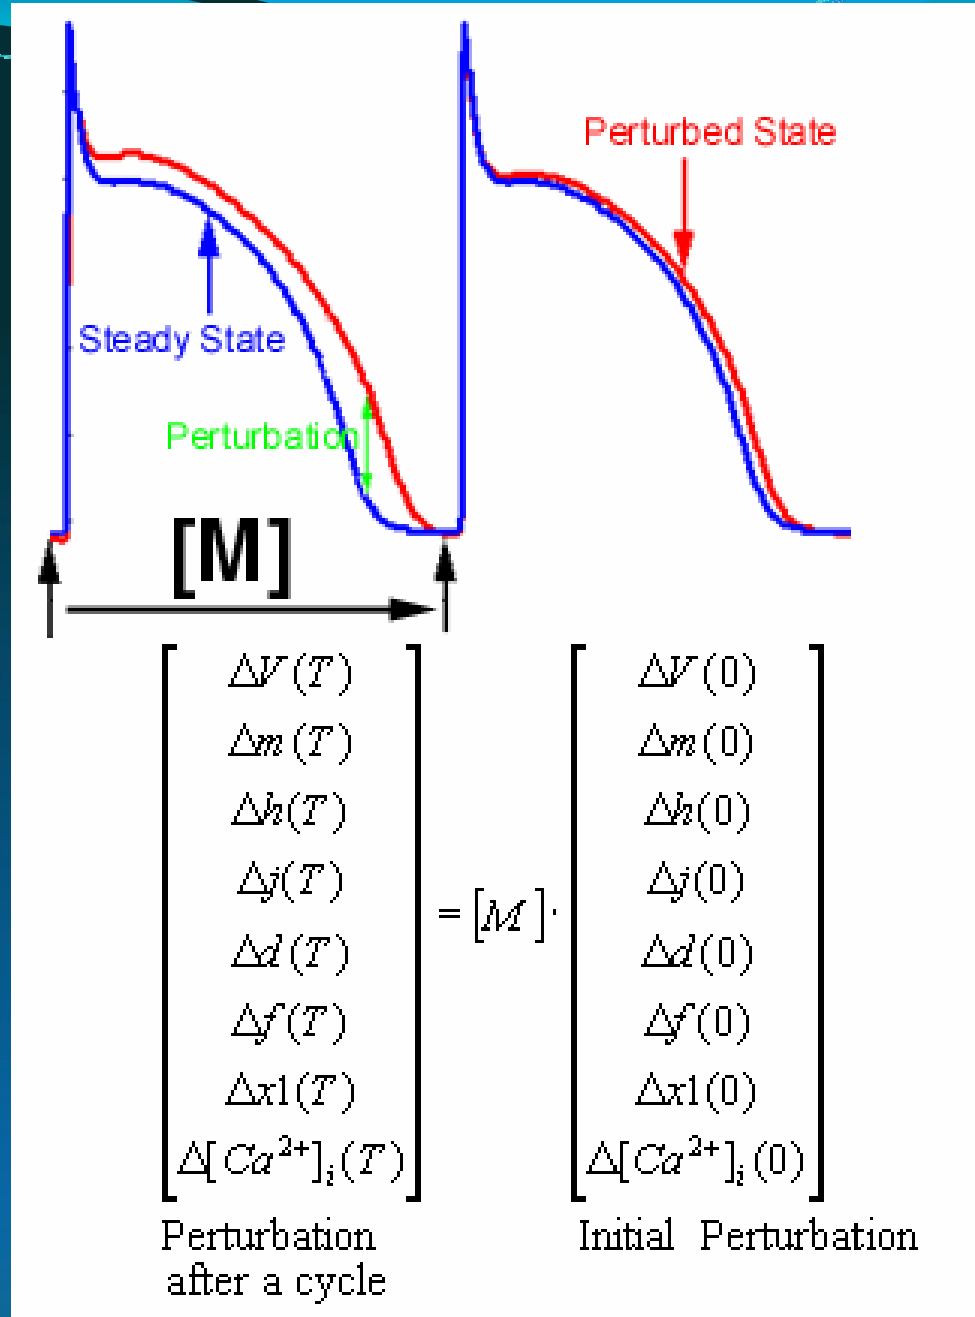 Perturbed State
Steady State
Perturbation
[M]
ΔV(T) ΔV(0)
Δm(T) Δm(0)
Δh(T) Δh(0)
Δj(T) Δj(0)
= [M]·
Δd(T) Δd(0)
Δf(T) Δf(0)
Δx1(T) Δx1(0)
Δ[Ca²⁺]ᵢ(T) Δ[Ca²⁺]ᵢ(0)
Perturbation Initial Perturbation
after a cycle